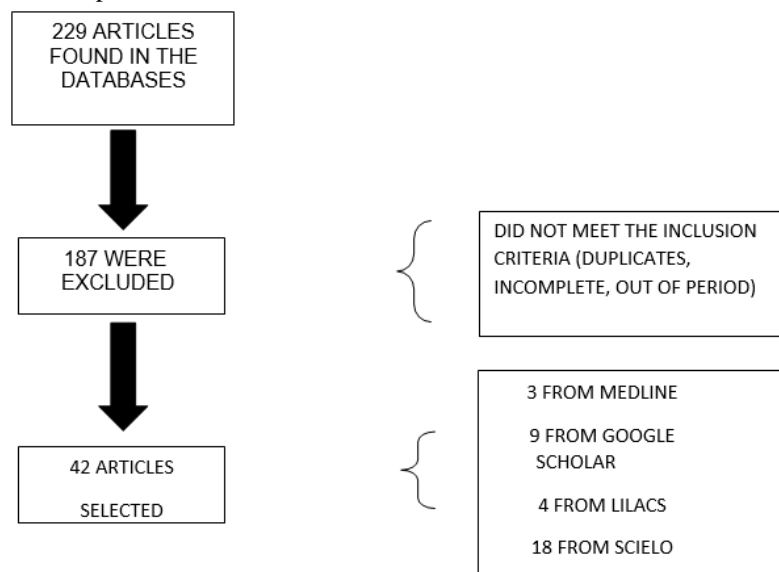 229 ARTICLES
FOUND IN THE
DATABASES
187 WERE
EXCLUDED
DID NOT MEET THE INCLUSION
CRITERIA (DUPLICATES,
INCOMPLETE, OUT OF PERIOD)
42 ARTICLES
SELECTED
3 FROM MEDLINE
9 FROM GOOGLE
SCHOLAR
4 FROM LILACS
18 FROM SCIELO